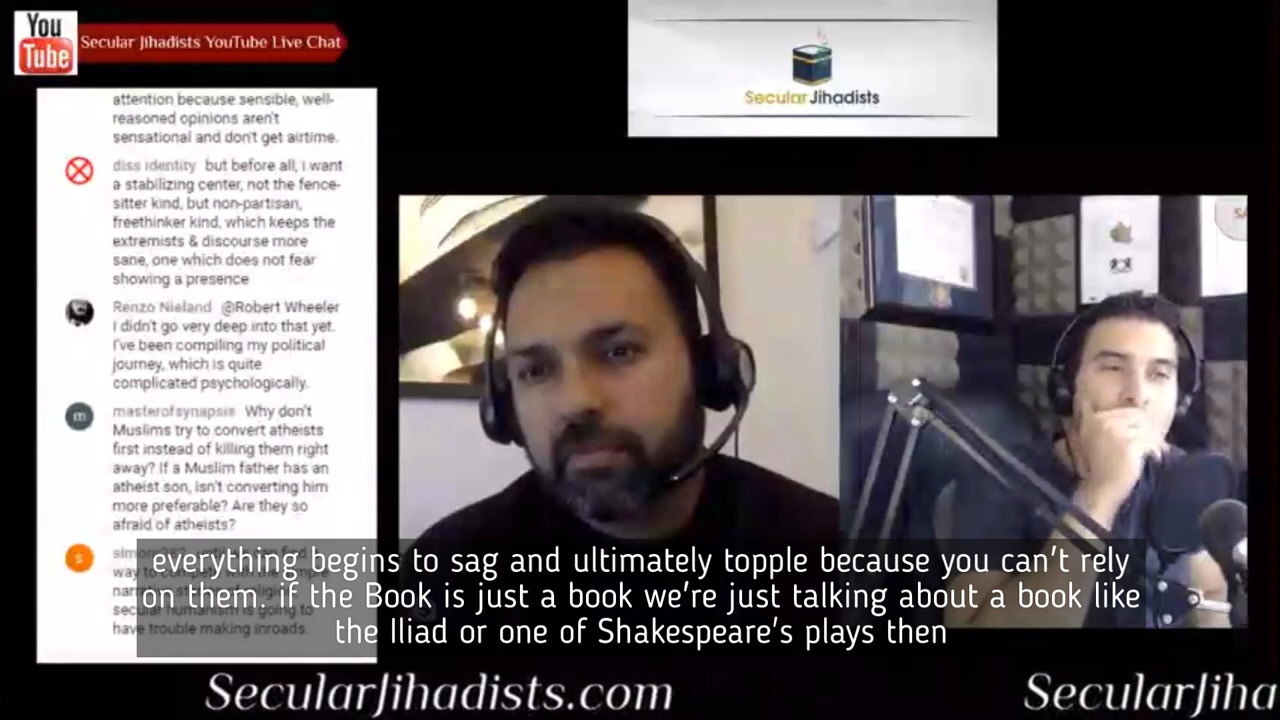 You
Tube
Secular Jihadists YouTube Live Chat
SecularJihadists
attention because sensible, well-
reasoned opinions aren't
sensational and don't get airtime.
diss identity but before all, i want
a stabilizing center, not the fence-
sitter kind, but non-partisan,
freethinker kind, which keeps the
extremists & discourse more
sane, one which does not fear
showing a presence
Renzo Nieland @Robert Wheeler
I didn't go very deep into that yet.
I've been compiling my political
journey, which is quite
complicated psychologically.
m
masterofsynapsis Why don't
Muslims try to convert atheists
first instead of killing them right
away? If a Muslim father has an
atheist son, isn't converting him
more preferable? Are they so
afraid of atheists?
s
secular humanism is going to
have trouble making inroads.
everything begins to sag and ultimately topple because you can't rely
on them, if the Book is just a book we're just talking about a book like
the Iliad or one of Shakespeare's plays then
SecularJihadists.com
SecularJiha